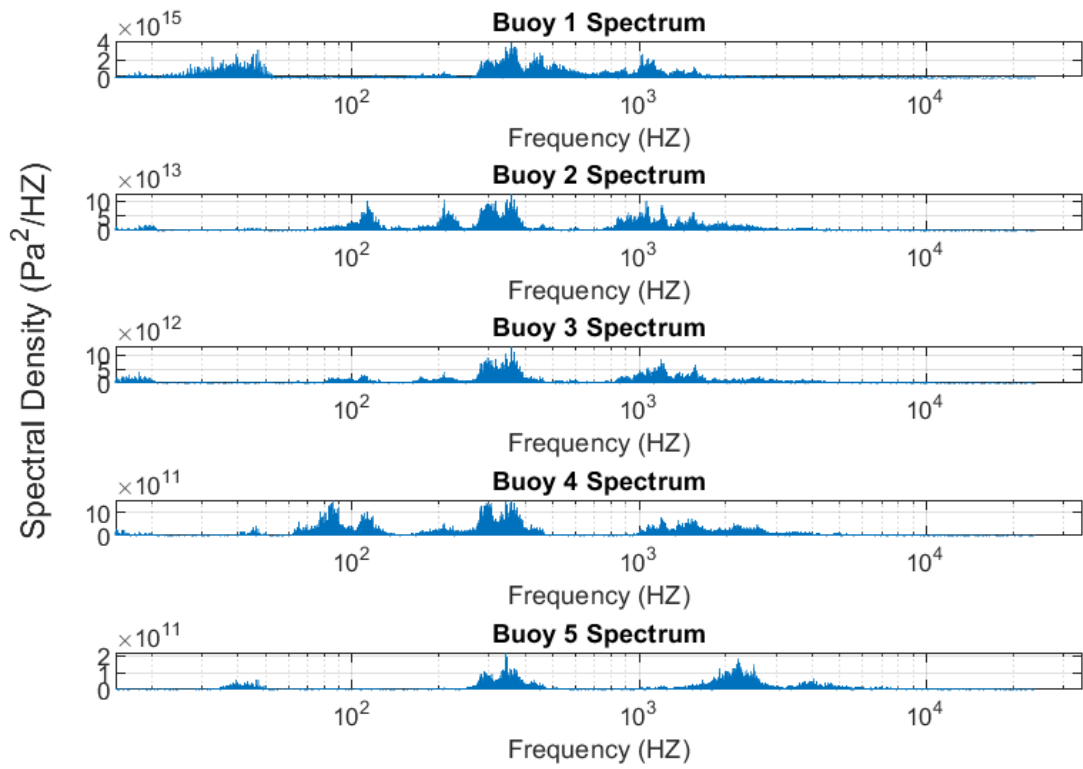 Buoy 1 Spectrum
×10^15
4
2
0
10^2 10^3 10^4
Frequency (HZ)
Buoy 2 Spectrum
×10^13
10
5
0
10^2 10^3 10^4
Frequency (HZ)
Buoy 3 Spectrum
×10^12
10
5
0
10^2 10^3 10^4
Frequency (HZ)
Buoy 4 Spectrum
×10^11
10
0
10^2 10^3 10^4
Frequency (HZ)
Buoy 5 Spectrum
×10^11
2
1
0
10^2 10^3 10^4
Frequency (HZ)
Spectral Density (Pa^2/HZ)